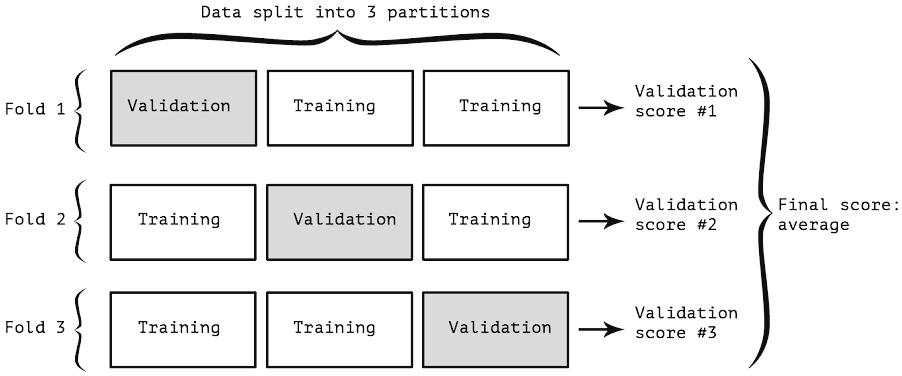 Data split into 3 partitions
Fold 1
Validation
Training
Training
Validation
score #1
Fold 2
Training
Validation
Training
Validation
score #2
Final score:
average
Fold 3
Training
Training
Validation
Validation
score #3